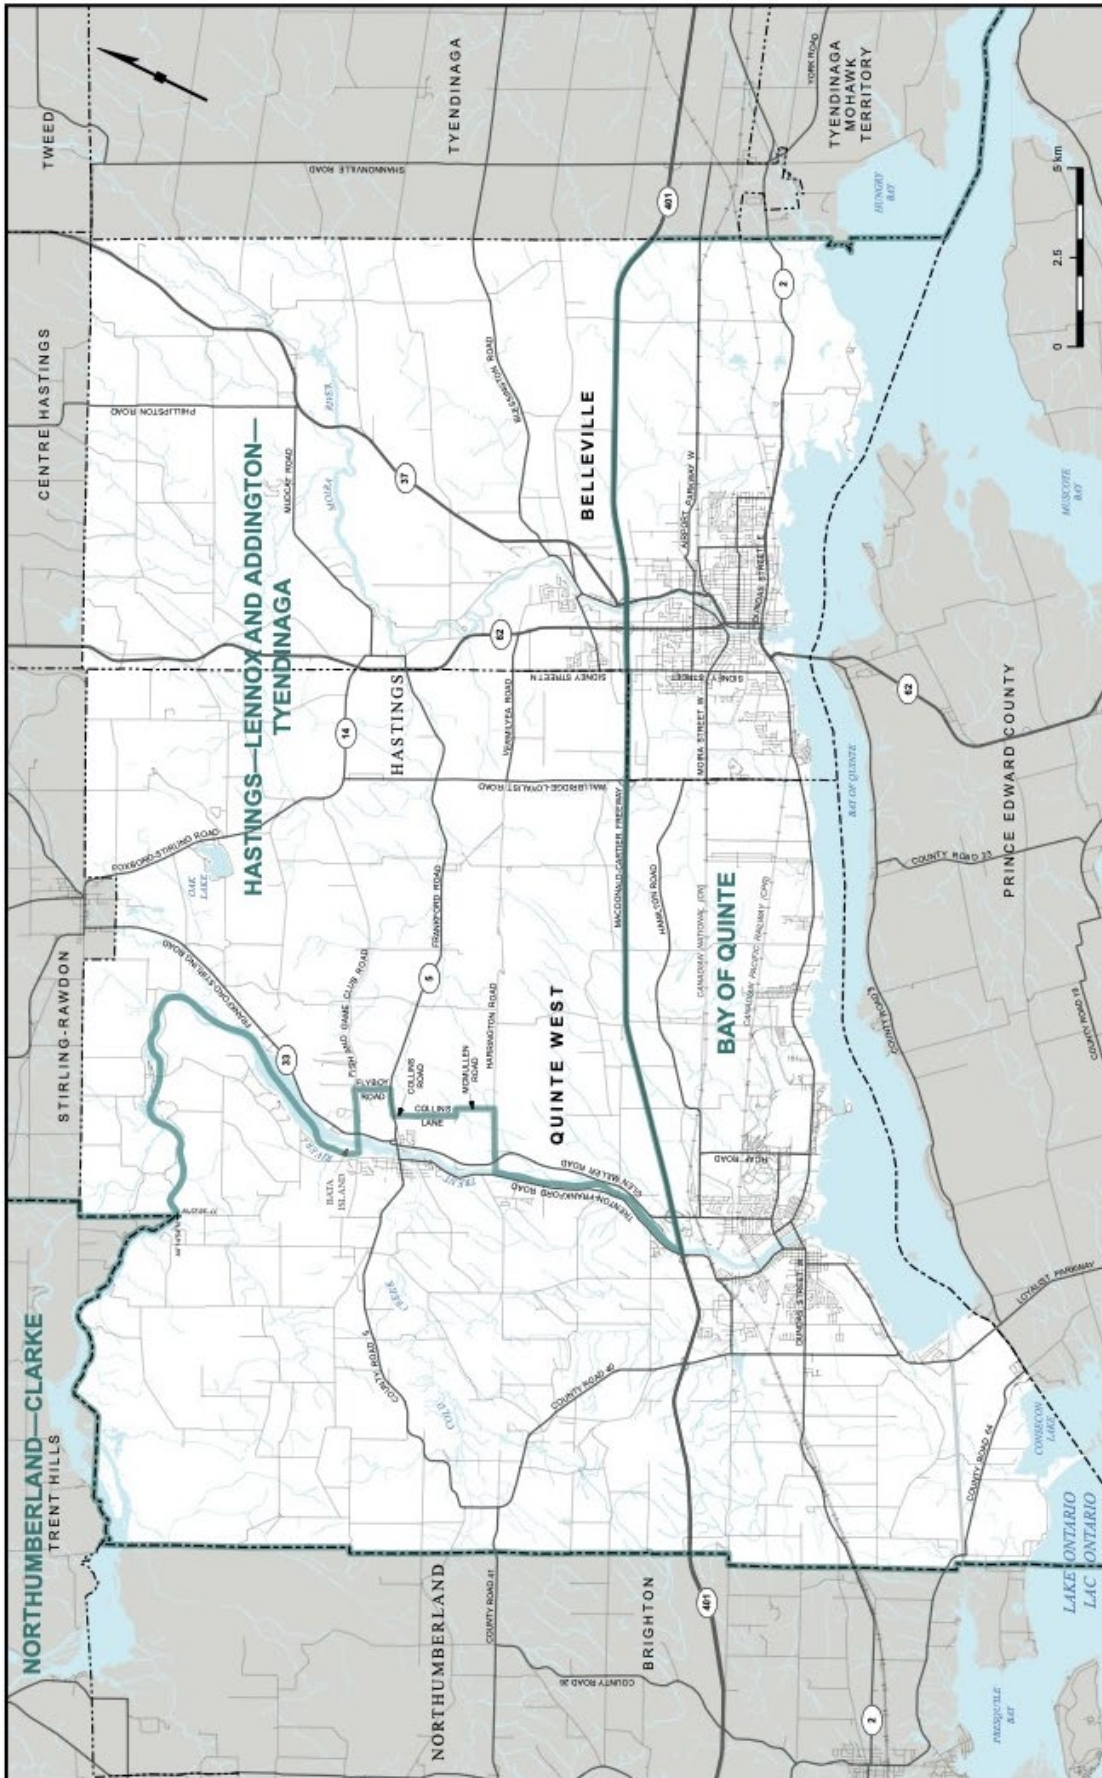 NORTHUMBERLAND—CLARKE
TRENT HILLS
STIRLING-RAWDON
CENTRE HASTINGS
TWEED
HASTINGS—LENNOX AND ADDINGTON—
TYENDINAGA
PHILLIPSTON ROAD
SHANNONVILLE ROAD
TYENDINAGA
FOXBORO-STIRLING ROAD
OAK
LAKE
FRANKFORD-STIRLING ROAD
33
14
MUDCAT ROAD
MOIRA
RIVER
37
HASTINGS
FISH AND GAME CLUB ROAD
FLYBOY
ROAD
RIVER
BATA
ISLAND
5
FRANKFORD ROAD
COLLINS
ROAD
COLLINS
LANE
MCMULLEN
ROAD
HARRINGTON ROAD
COUNTY ROAD 5
COLD
CREEK
TRENT
62
VERMILYEA ROAD
SIDNEY STREET N
BLESSINGTON ROAD
NORTHUMBERLAND
COUNTY ROAD 41
COUNTY ROAD 40
QUINTE WEST
TRENTON-FRANKFORD ROAD
GLEN MILLER ROAD
WALLBRIDGE-LOYALIST ROAD
BELLEVILLE
MACDONALD-CARTIER FREEWAY
401
401
BRIGHTON
COUNTY ROAD 26
HAMILTON ROAD
SIDNEY
STREET
MOIRA STREET W
AIRPORT PARKWAY W
CANADIAN NATIONAL (CN)
CANADIAN PACIFIC RAILWAY (CPR)
BAY OF QUINTE
RCAF ROAD
DUNDAS STREET W
DUNDAS STREET E
2
2
YORK ROAD
TYENDINAGA
MOHAWK
TERRITORY
HUNGRY
BAY
BAY OF QUINTE
COUNTY ROAD 3
COUNTY ROAD 23
62
COUNTY ROAD 64
LOYALIST PARKWAY
CONSECON
LAKE
PRESQU'ILE
BAY
LAKE ONTARIO
LAC ONTARIO
PRINCE EDWARD COUNTY
COUNTY ROAD 19
MUSCOTE
BAY
0
2.5
5 km